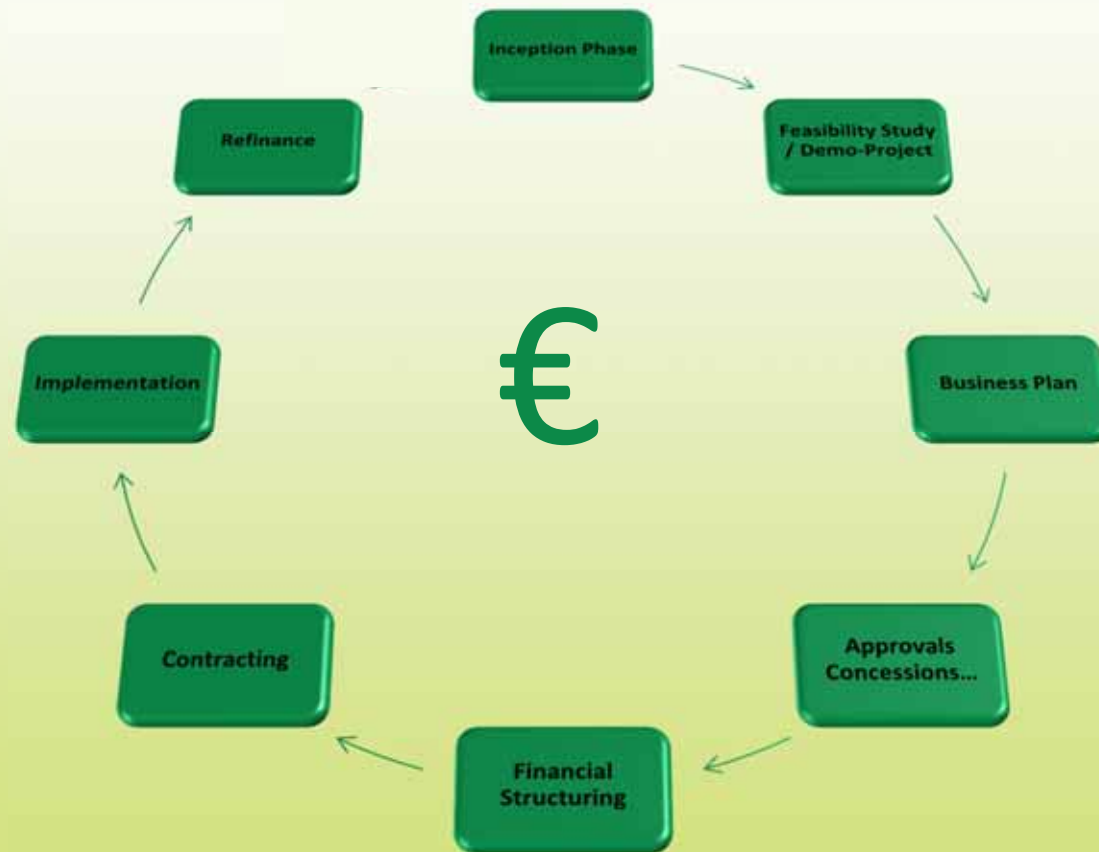 Inception Phase
Feasibility Study
/ Demo-Project
Business Plan
Approvals
Concessions...
Financial
Structuring
Contracting
Implementation
Refinance
€